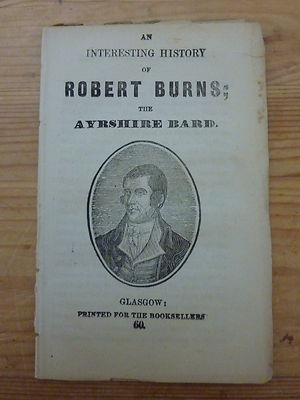 AN
INTERESTING HISTORY
OF
ROBERT BURNS;
THE
AYRSHIRE BARD.
GLASGOW:
PRINTED FOR THE BOOKSELLERS
60.